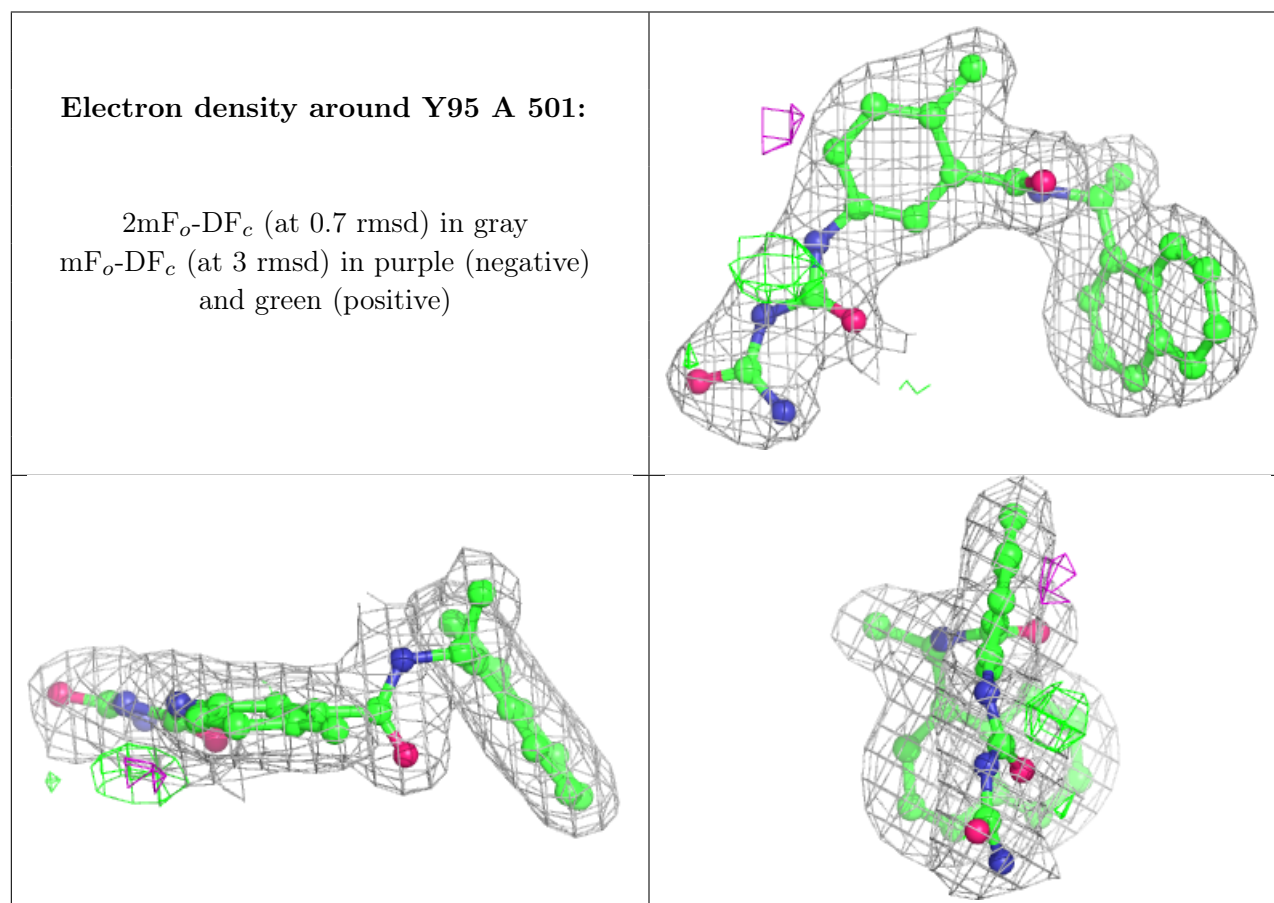 Electron density around Y95 A 501:
2mFo-DFc (at 0.7 rmsd) in gray
mFo-DFc (at 3 rmsd) in purple (negative)
and green (positive)